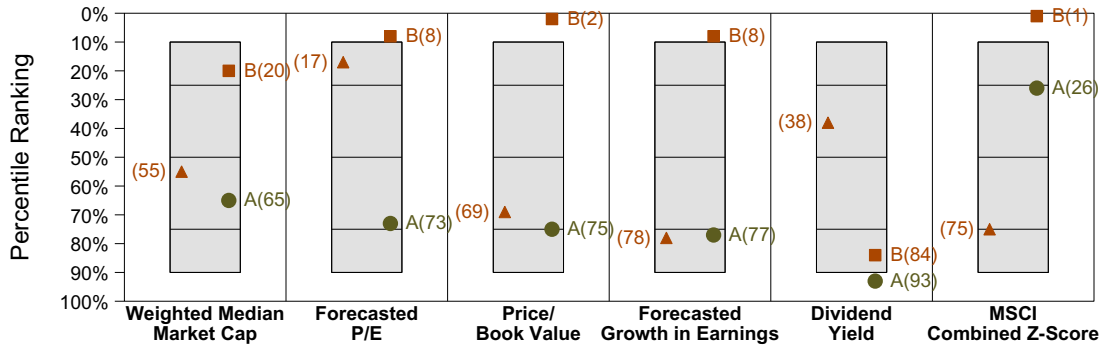 Percentile Ranking
0%
10%
20%
30%
40%
50%
60%
70%
80%
90%
100%
(55)
B(20)
A(65)
(17)
B(8)
A(73)
(69)
B(2)
A(75)
(78)
B(8)
A(77)
(38)
B(84)
A(93)
(75)
B(1)
A(26)
Weighted Median
Market Cap
Forecasted
P/E
Price/
Book Value
Forecasted
Growth in Earnings
Dividend
Yield
MSCI
Combined Z-Score